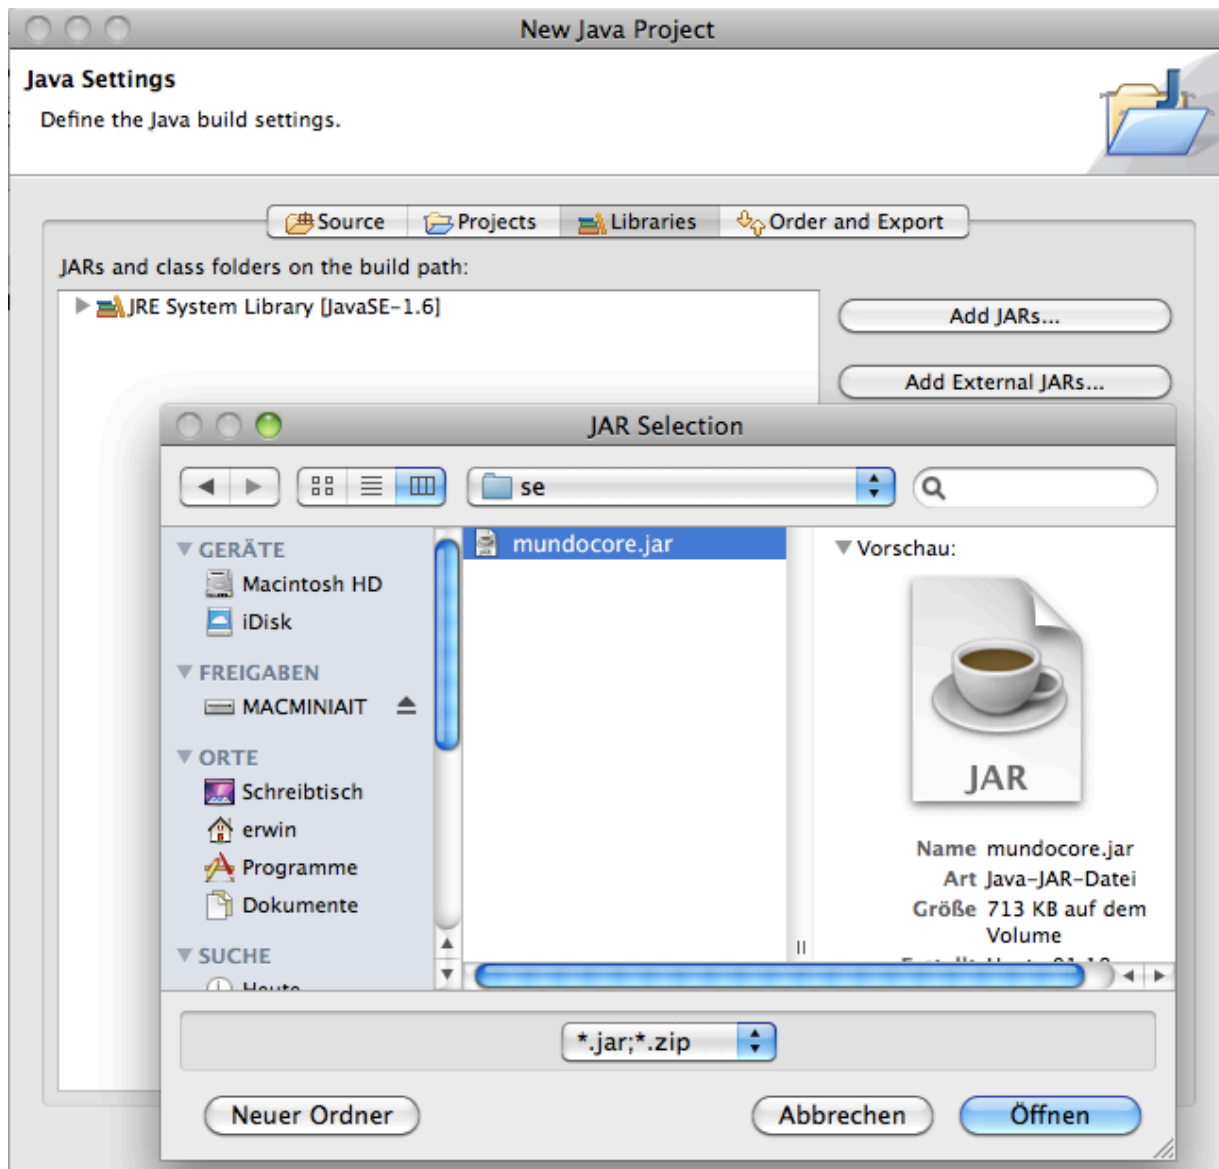 New Java Project
Java Settings
Define the Java build settings.
Source Projects Libraries Order and Export
JARs and class folders on the build path:
JRE System Library [JavaSE-1.6]
Add JARs...
Add External JARs...
JAR Selection
se
GERÄTE
Macintosh HD
iDisk
FREIGABEN
MACMINIAIT
ORTE
Schreibtisch
erwin
Programme
Dokumente
SUCHE
Heute
mundocore.jar
Vorschau:
JAR
Name mundocore.jar
Art Java-JAR-Datei
Größe 713 KB auf dem
Volume
*.jar;*.zip
Neuer Ordner
Abbrechen
Öffnen